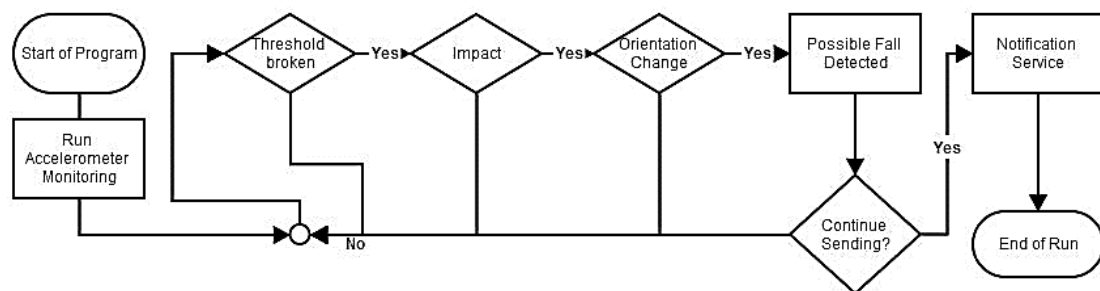 Start of Program
Run
Accelerometer
Monitoring
Threshold
broken
Yes
Impact
Yes
Orientation
Change
Yes
Possible Fall
Detected
Continue
Sending?
No
Yes
Notification
Service
End of Run